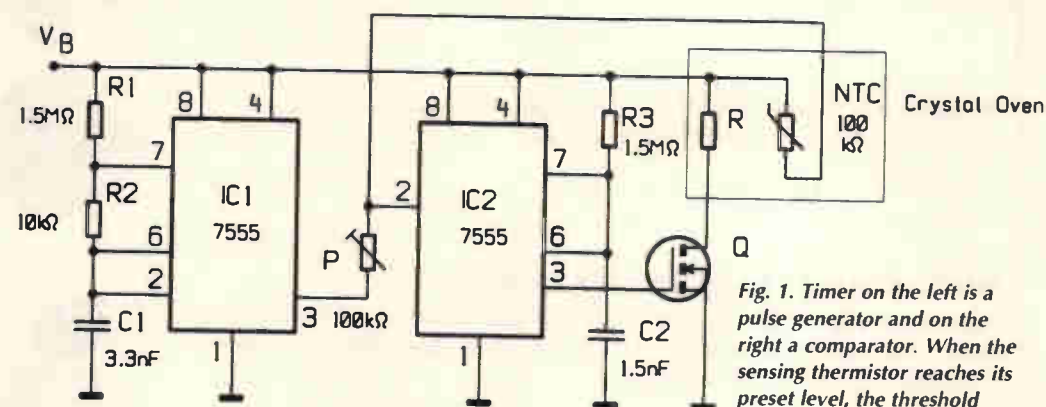 V B
R1
1.5MΩ
8
4
7
R2
10kΩ
6
2
IC1
7555
3
1
C1
3.3nF
P
100kΩ
2
8
4
IC2
7555
7
6
3
1
R3
1.5MΩ
C2
1.5nF
R
NTC
100
kΩ
Crystal Oven
Q
Fig. 1. Timer on the left is a
pulse generator and on the
right a comparator. When the
sensing thermistor reaches its
preset level, the threshold